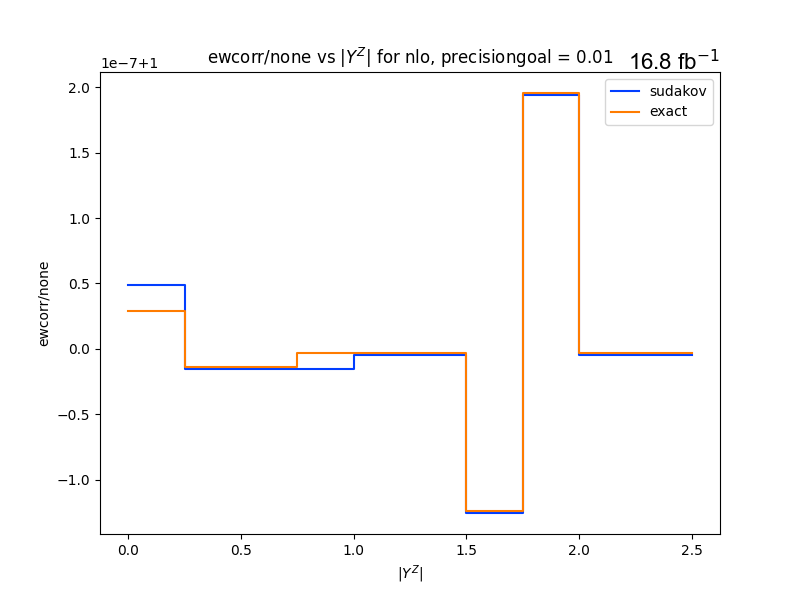 ewcorr/none vs |Y^Z| for nlo, precisiongoal = 0.01
16.8 fb⁻¹
1e-7+1
sudakov
exact
2.0
1.5
1.0
0.5
0.0
−0.5
−1.0
ewcorr/none
0.0 0.5 1.0 1.5 2.0 2.5
|Y^Z|